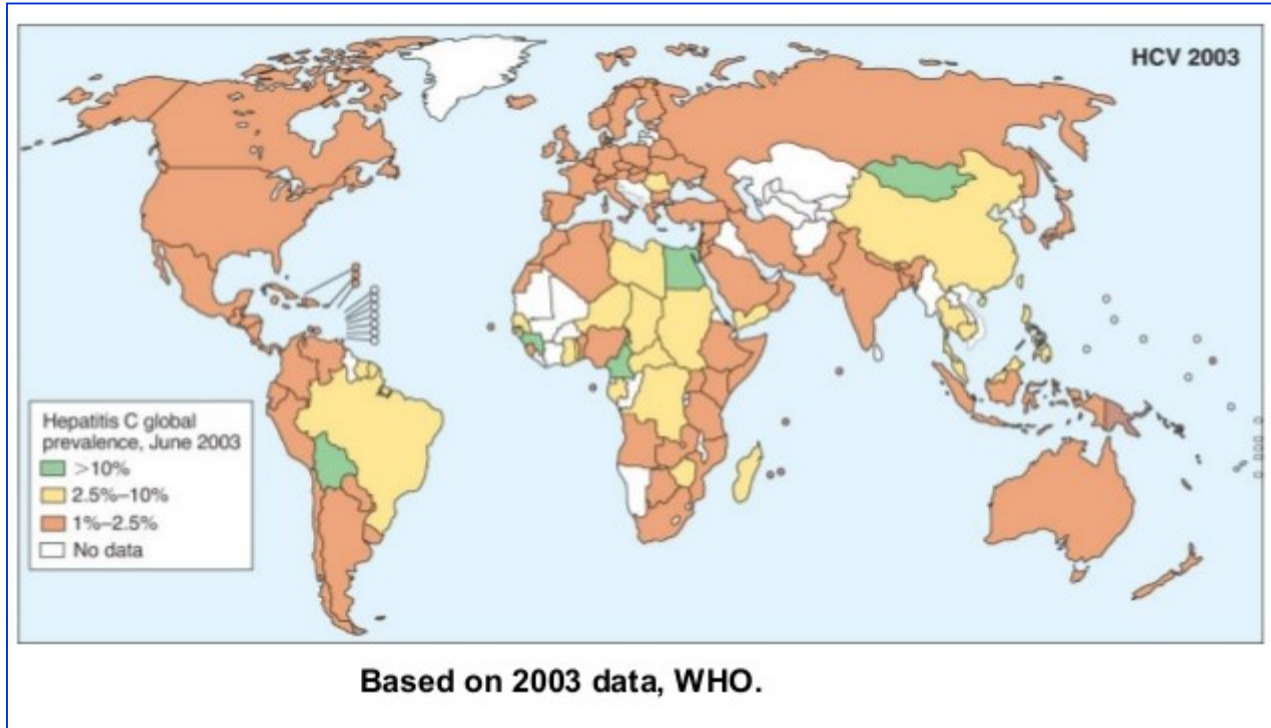 HCV 2003
Hepatitis C global
prevalence, June 2003
>10%
2.5%–10%
1%–2.5%
No data
Based on 2003 data, WHO.